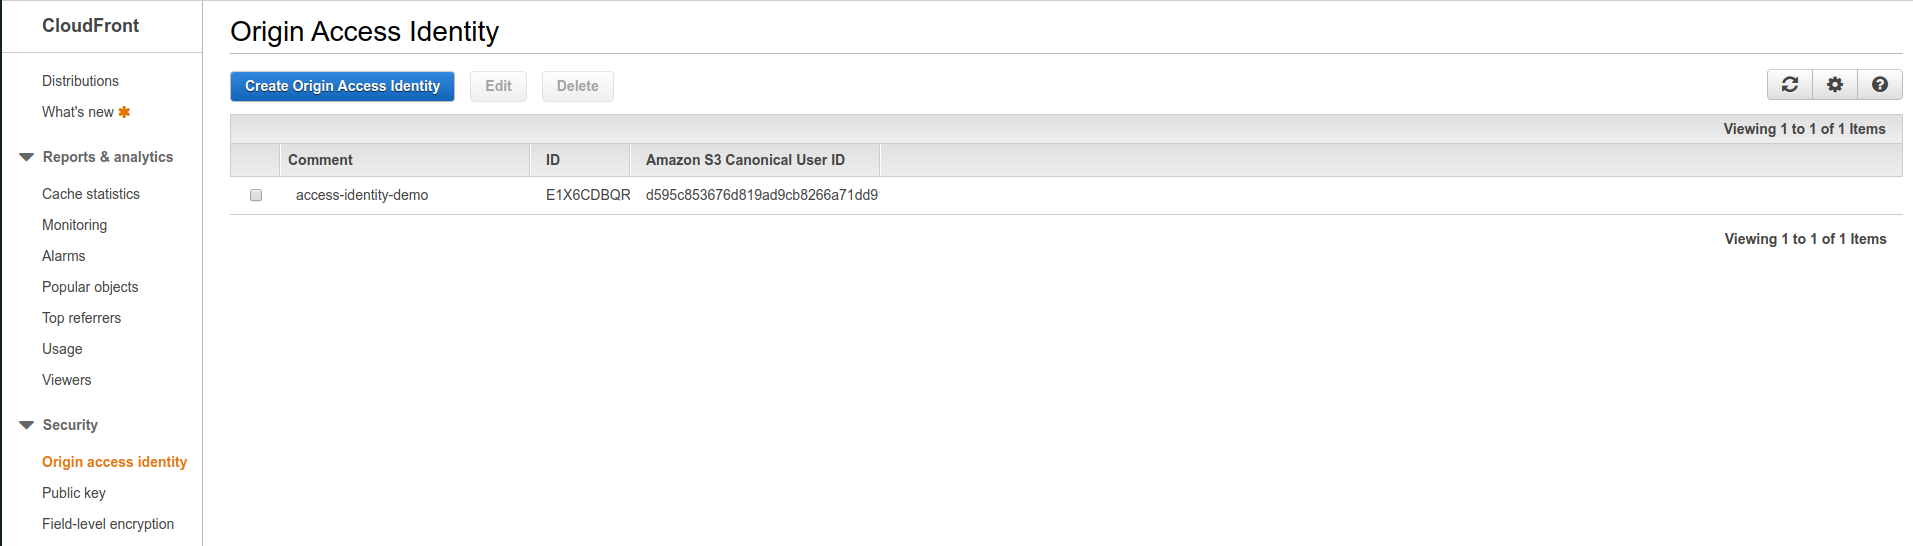 CloudFront
Distributions
What's new
Reports & analytics
Cache statistics
Monitoring
Alarms
Popular objects
Top referrers
Usage
Viewers
Security
Origin access identity
Public key
Field-level encryption
Origin Access Identity
Create Origin Access Identity Edit Delete
Viewing 1 to 1 of 1 Items
Comment ID Amazon S3 Canonical User ID
access-identity-demo E1X6CDBQR d595c853676d819ad9cb8266a71dd9
Viewing 1 to 1 of 1 Items